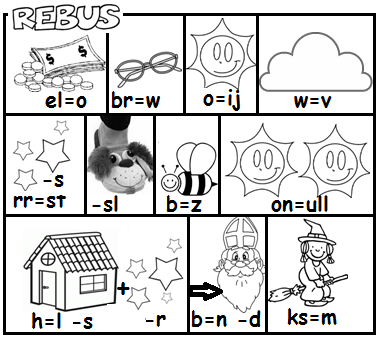 REBUS
$ $
el=o br=w o=ij w=v
-s
rr=st -sl b=z on=ull
+
h=l -s -r b=n -d ks=m